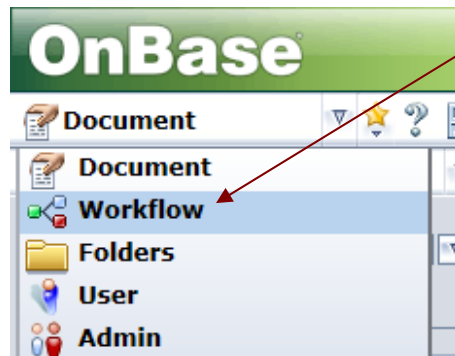 OnBase
Document
Document
Workflow
Folders
User
Admin